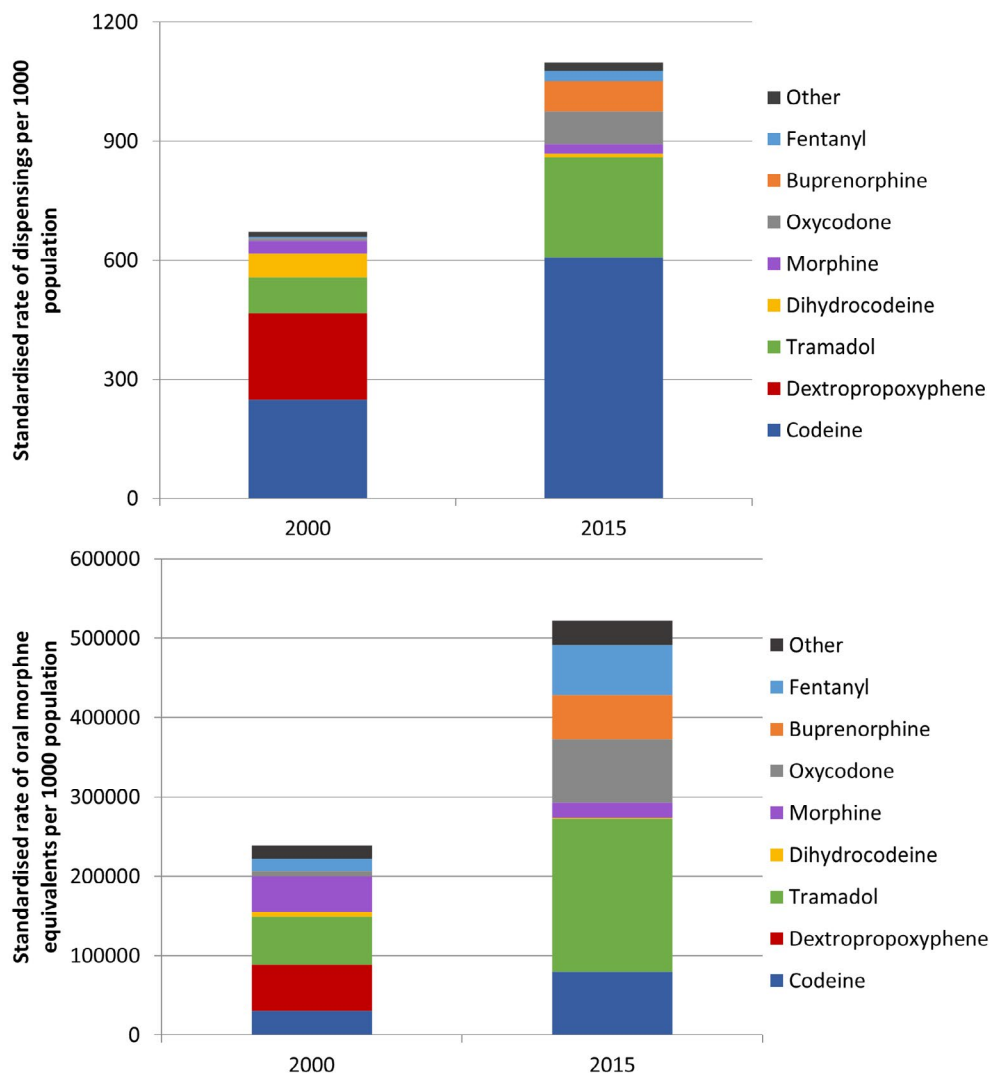 Standardised rate of dispensings per 1000
population
1200
900
600
300
0
2000
2015
Other
Fentanyl
Buprenorphine
Oxycodone
Morphine
Dihydrocodeine
Tramadol
Dextropropoxyphene
Codeine
Standardised rate of oral morphne
equivalents per 1000 population
600000
500000
400000
300000
200000
100000
0
2000
2015
Other
Fentanyl
Buprenorphine
Oxycodone
Morphine
Dihydrocodeine
Tramadol
Dextropropoxyphene
Codeine